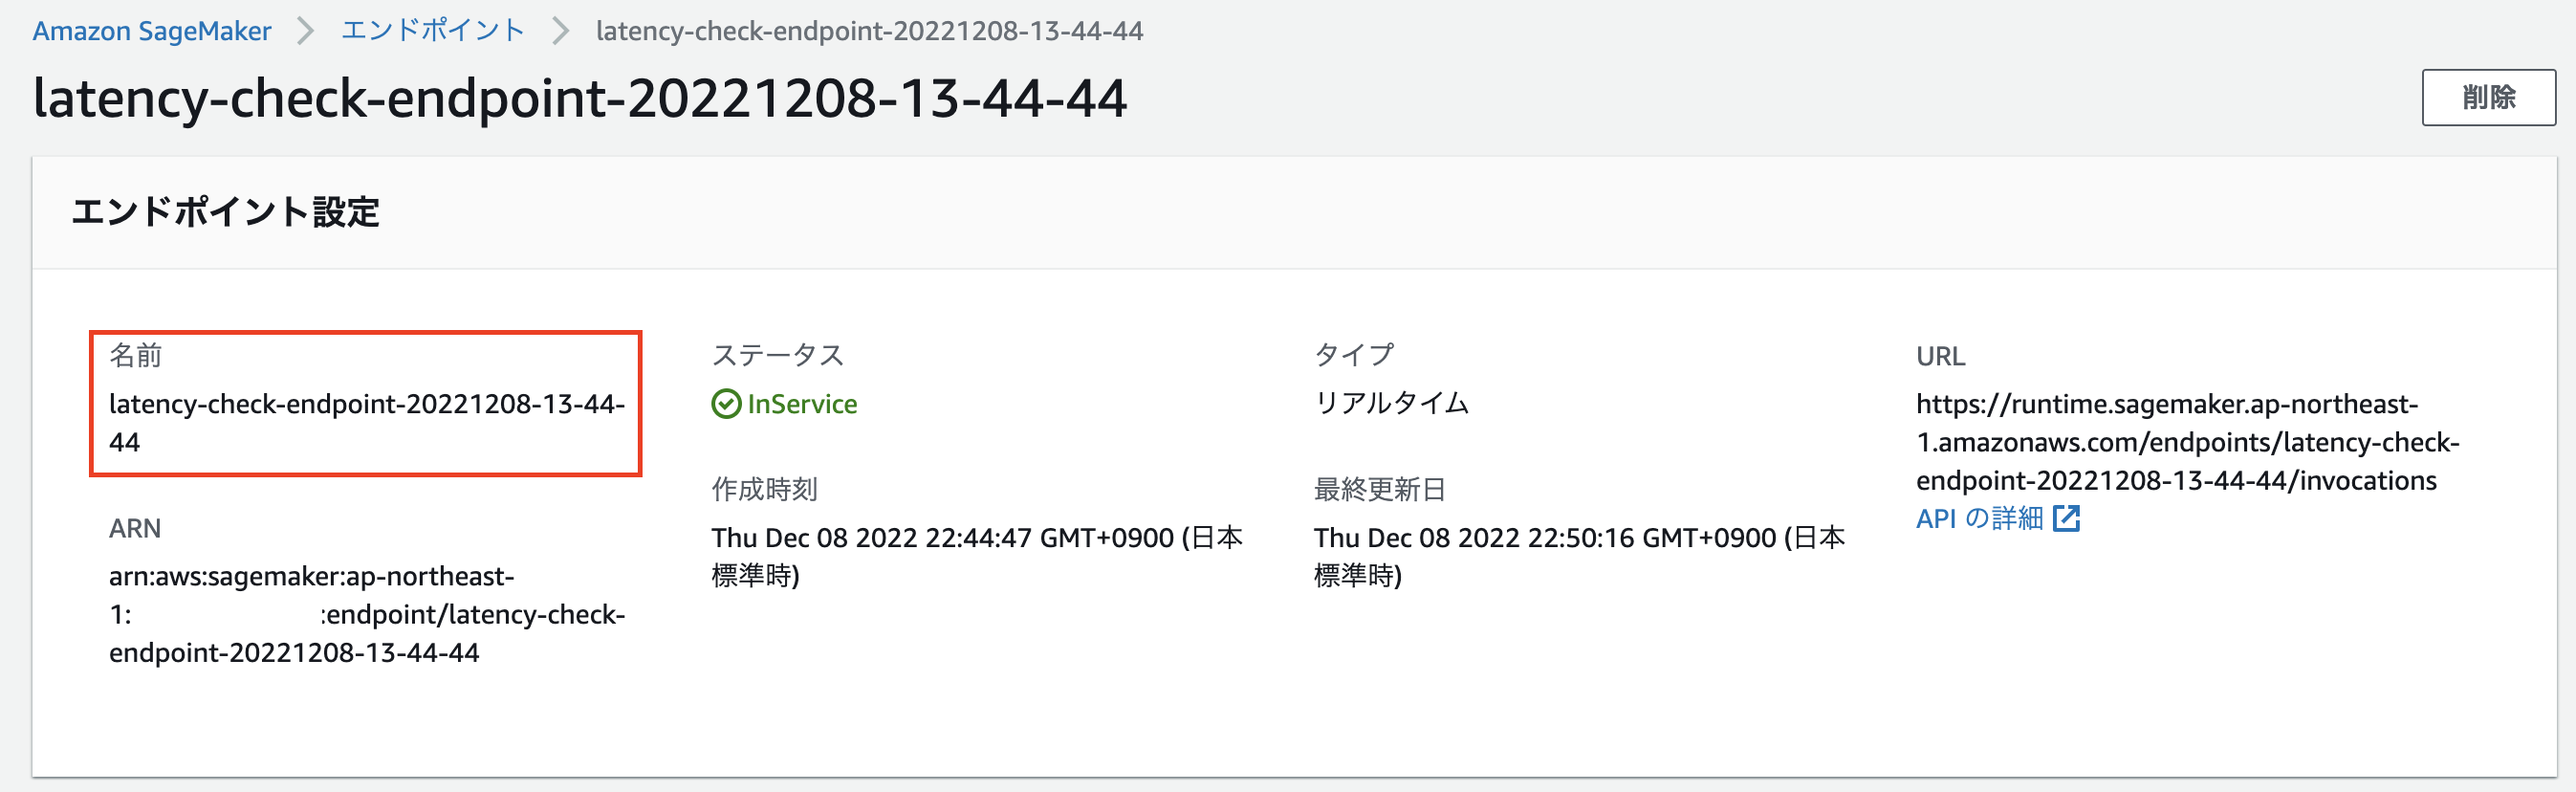 Amazon SageMaker > エンドポイント > latency-check-endpoint-20221208-13-44-44
latency-check-endpoint-20221208-13-44-44
削除
エンドポイント設定
名前
latency-check-endpoint-20221208-13-44-
44
ARN
arn:aws:sagemaker:ap-northeast-
1: :endpoint/latency-check-
endpoint-20221208-13-44-44
ステータス
InService
作成時刻
Thu Dec 08 2022 22:44:47 GMT+0900 (日本
標準時)
タイプ
リアルタイム
最終更新日
Thu Dec 08 2022 22:50:16 GMT+0900 (日本
標準時)
URL
https://runtime.sagemaker.ap-northeast-
1.amazonaws.com/endpoints/latency-check-
endpoint-20221208-13-44-44/invocations
API の詳細